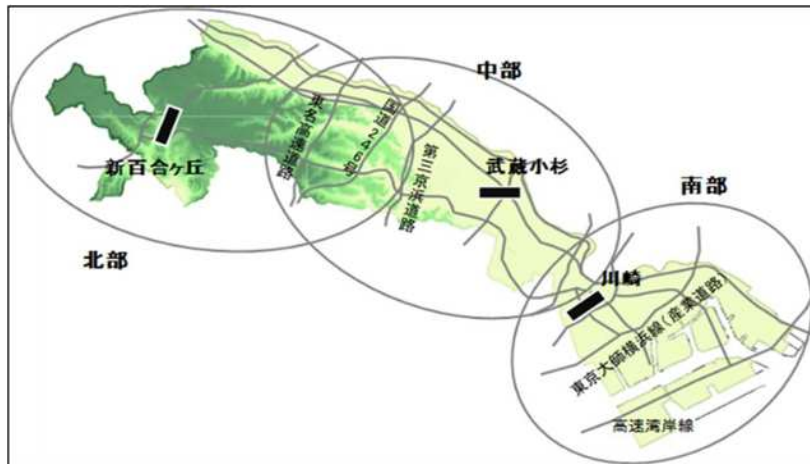 中部
国道246号
東名高速道路
第三京浜道路
武蔵小杉
新百合ヶ丘
南部
北部
川崎
東京大師横浜線(産業道路)
高速湾岸線